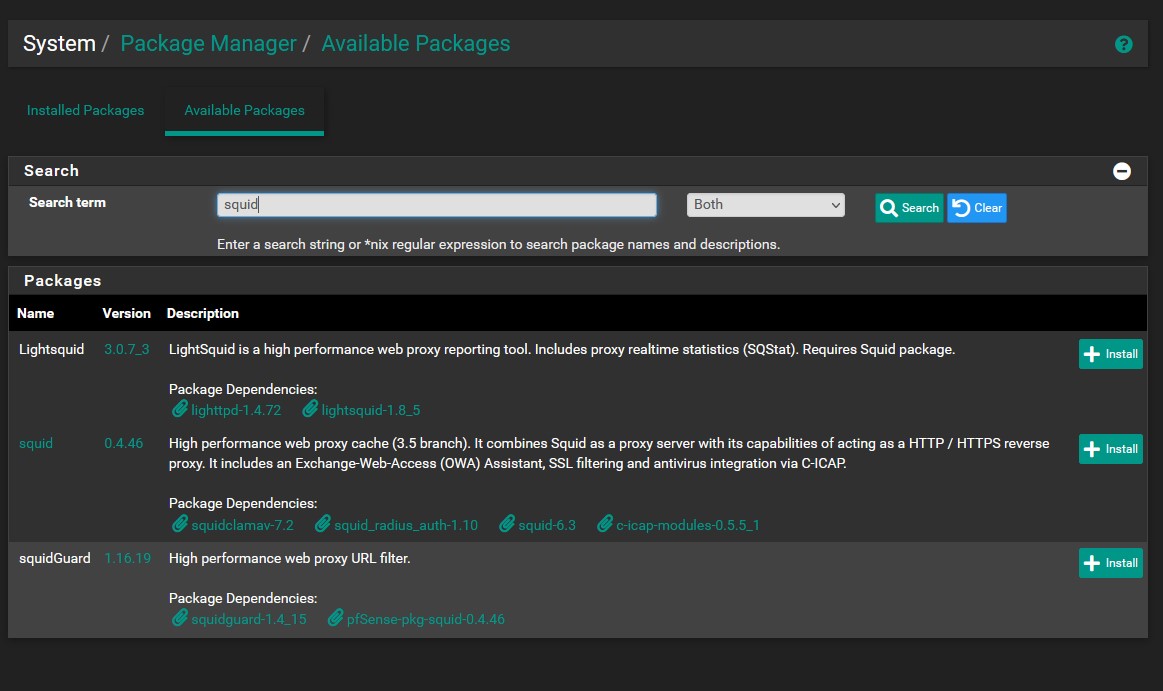 System / Package Manager / Available Packages
Installed Packages
Available Packages
Search
Search term
squid
Both
Search
Clear
Enter a search string or *nix regular expression to search package names and descriptions.
Packages
Name Version Description
Lightsquid 3.0.7_3 LightSquid is a high performance web proxy reporting tool. Includes proxy realtime statistics (SQStat). Requires Squid package.
Install
Package Dependencies:
lighttpd-1.4.72 lightsquid-1.8_5
squid 0.4.46 High performance web proxy cache (3.5 branch). It combines Squid as a proxy server with its capabilities of acting as a HTTP / HTTPS reverse
proxy. It includes an Exchange-Web-Access (OWA) Assistant, SSL filtering and antivirus integration via C-ICAP.
Install
Package Dependencies:
squidclamav-7.2 squid_radius_auth-1.10 squid-6.3 c-icap-modules-0.5.5_1
squidGuard 1.16.19 High performance web proxy URL filter.
Install
Package Dependencies:
squidguard-1.4_15 pfSense-pkg-squid-0.4.46